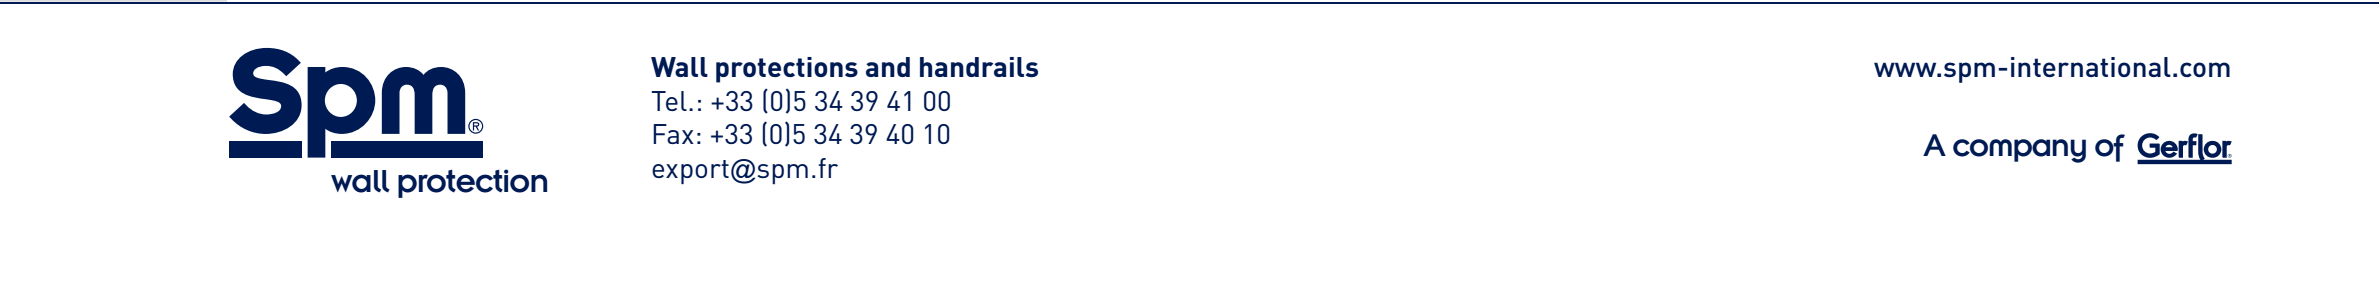 Spm®
wall protection
Wall protections and handrails
Tel.: +33 (0)5 34 39 41 00
Fax: +33 (0)5 34 39 40 10
export@spm.fr
www.spm-international.com
A company of Gerflor